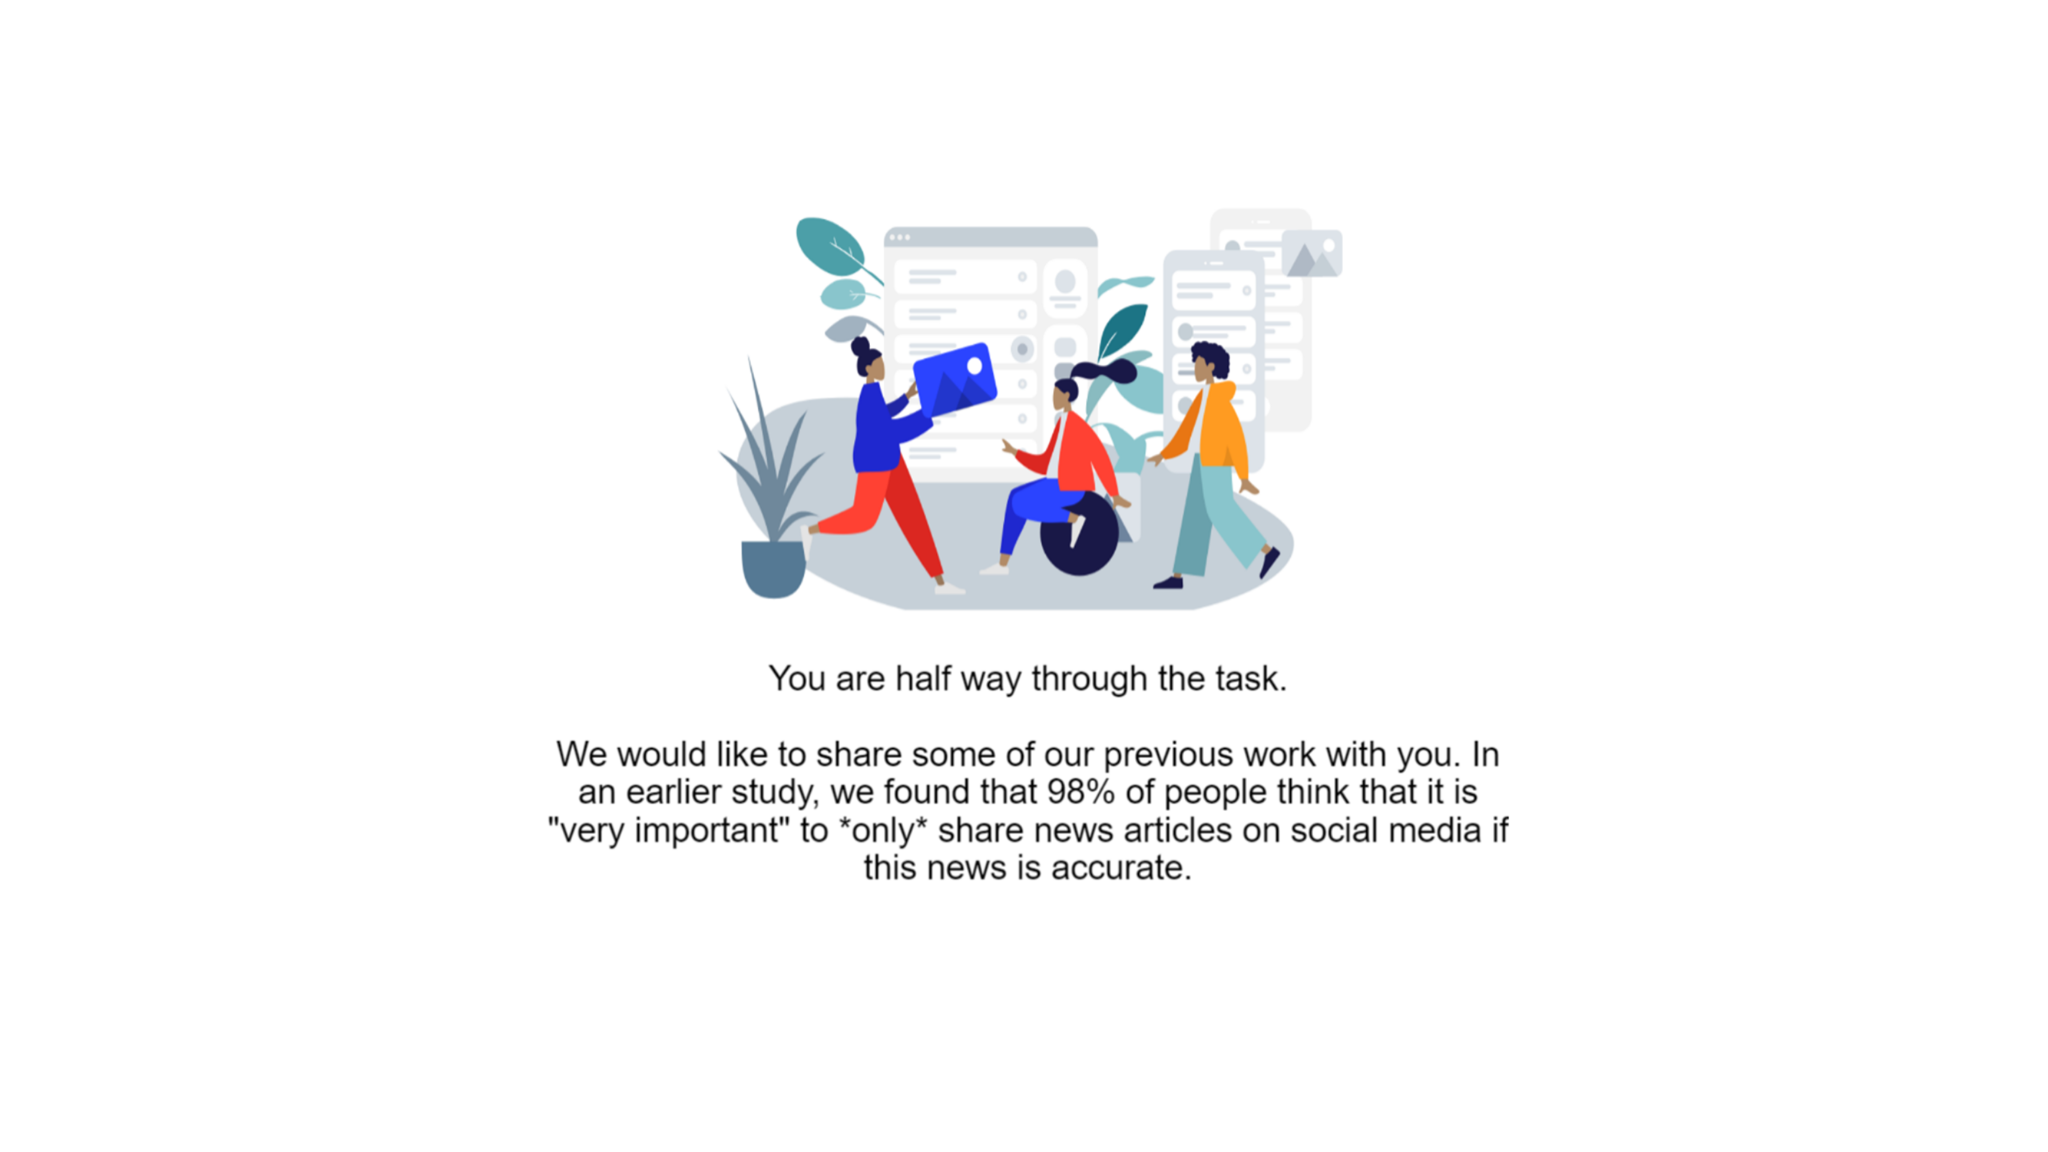 You are half way through the task.
We would like to share some of our previous work with you. In
an earlier study, we found that 98% of people think that it is
"very important" to *only* share news articles on social media if
this news is accurate.